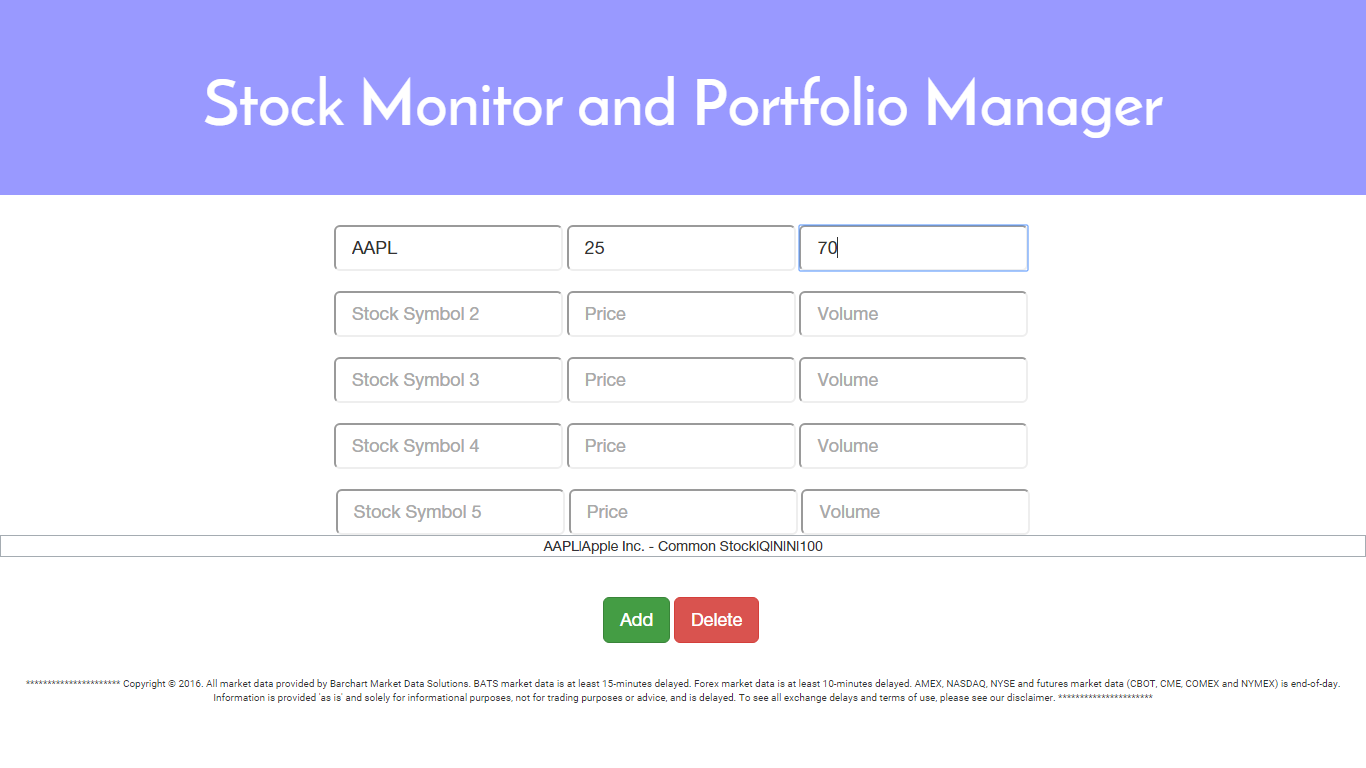 Stock Monitor and Portfolio Manager
AAPL 25 70
Stock Symbol 2 Price Volume
Stock Symbol 3 Price Volume
Stock Symbol 4 Price Volume
Stock Symbol 5 Price Volume
AAPL|Apple Inc. - Common Stock|Q|N|N|100
Add Delete
********************** Copyright © 2016. All market data provided by Barchart Market Data Solutions. BATS market data is at least 15-minutes delayed. Forex market data is at least 10-minutes delayed. AMEX, NASDAQ, NYSE and futures market data (CBOT, CME, COMEX and NYMEX) is end-of-day.
Information is provided 'as is' and solely for informational purposes, not for trading purposes or advice, and is delayed. To see all exchange delays and terms of use, please see our disclaimer. **********************